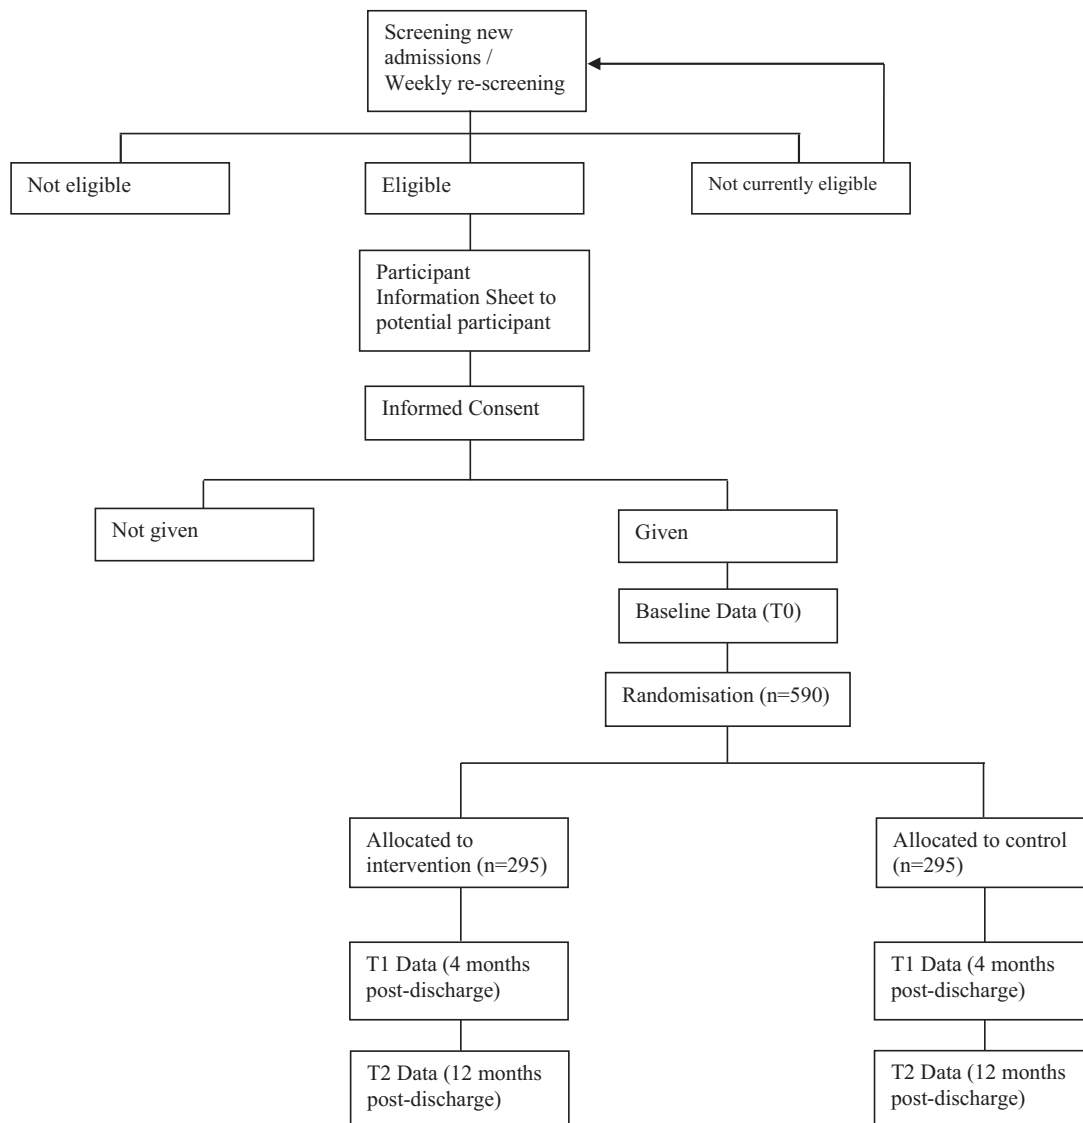 Screening new
admissions /
Weekly re-screening
Not eligible
Eligible
Not currently eligible
Participant
Information Sheet to
potential participant
Informed Consent
Not given
Given
Baseline Data (T0)
Randomisation (n=590)
Allocated to
intervention (n=295)
Allocated to control
(n=295)
T1 Data (4 months
post-discharge)
T1 Data (4 months
post-discharge)
T2 Data (12 months
post-discharge)
T2 Data (12 months
post-discharge)